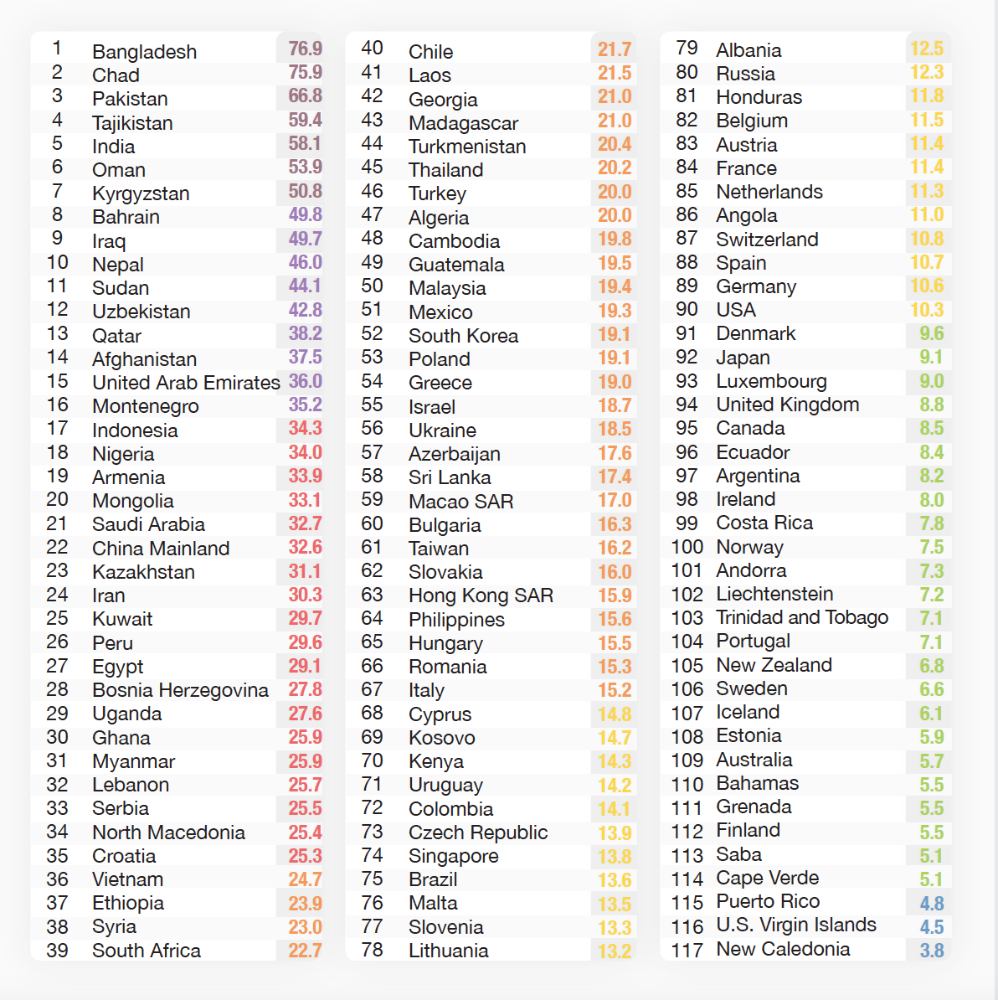 1 Bangladesh 76.9
2 Chad 75.9
3 Pakistan 66.8
4 Tajikistan 59.4
5 India 58.1
6 Oman 53.9
7 Kyrgyzstan 50.8
8 Bahrain 49.8
9 Iraq 49.7
10 Nepal 46.0
11 Sudan 44.1
12 Uzbekistan 42.8
13 Qatar 38.2
14 Afghanistan 37.5
15 United Arab Emirates 36.0
16 Montenegro 35.2
17 Indonesia 34.3
18 Nigeria 34.0
19 Armenia 33.9
20 Mongolia 33.1
21 Saudi Arabia 32.7
22 China Mainland 32.6
23 Kazakhstan 31.1
24 Iran 30.3
25 Kuwait 29.7
26 Peru 29.6
27 Egypt 29.1
28 Bosnia Herzegovina 27.8
29 Uganda 27.6
30 Ghana 25.9
31 Myanmar 25.9
32 Lebanon 25.7
33 Serbia 25.5
34 North Macedonia 25.4
35 Croatia 25.3
36 Vietnam 24.7
37 Ethiopia 23.9
38 Syria 23.0
39 South Africa 22.7
40 Chile 21.7
41 Laos 21.5
42 Georgia 21.0
43 Madagascar 21.0
44 Turkmenistan 20.4
45 Thailand 20.2
46 Turkey 20.0
47 Algeria 20.0
48 Cambodia 19.8
49 Guatemala 19.5
50 Malaysia 19.4
51 Mexico 19.3
52 South Korea 19.1
53 Poland 19.1
54 Greece 19.0
55 Israel 18.7
56 Ukraine 18.5
57 Azerbaijan 17.6
58 Sri Lanka 17.4
59 Macao SAR 17.0
60 Bulgaria 16.3
61 Taiwan 16.2
62 Slovakia 16.0
63 Hong Kong SAR 15.9
64 Philippines 15.6
65 Hungary 15.5
66 Romania 15.3
67 Italy 15.2
68 Cyprus 14.8
69 Kosovo 14.7
70 Kenya 14.3
71 Uruguay 14.2
72 Colombia 14.1
73 Czech Republic 13.9
74 Singapore 13.8
75 Brazil 13.6
76 Malta 13.5
77 Slovenia 13.3
78 Lithuania 13.2
79 Albania 12.5
80 Russia 12.3
81 Honduras 11.8
82 Belgium 11.5
83 Austria 11.4
84 France 11.4
85 Netherlands 11.3
86 Angola 11.0
87 Switzerland 10.8
88 Spain 10.7
89 Germany 10.6
90 USA 10.3
91 Denmark 9.6
92 Japan 9.1
93 Luxembourg 9.0
94 United Kingdom 8.8
95 Canada 8.5
96 Ecuador 8.4
97 Argentina 8.2
98 Ireland 8.0
99 Costa Rica 7.8
100 Norway 7.5
101 Andorra 7.3
102 Liechtenstein 7.2
103 Trinidad and Tobago 7.1
104 Portugal 7.1
105 New Zealand 6.8
106 Sweden 6.6
107 Iceland 6.1
108 Estonia 5.9
109 Australia 5.7
110 Bahamas 5.5
111 Grenada 5.5
112 Finland 5.5
113 Saba 5.1
114 Cape Verde 5.1
115 Puerto Rico 4.8
116 U.S. Virgin Islands 4.5
117 New Caledonia 3.8